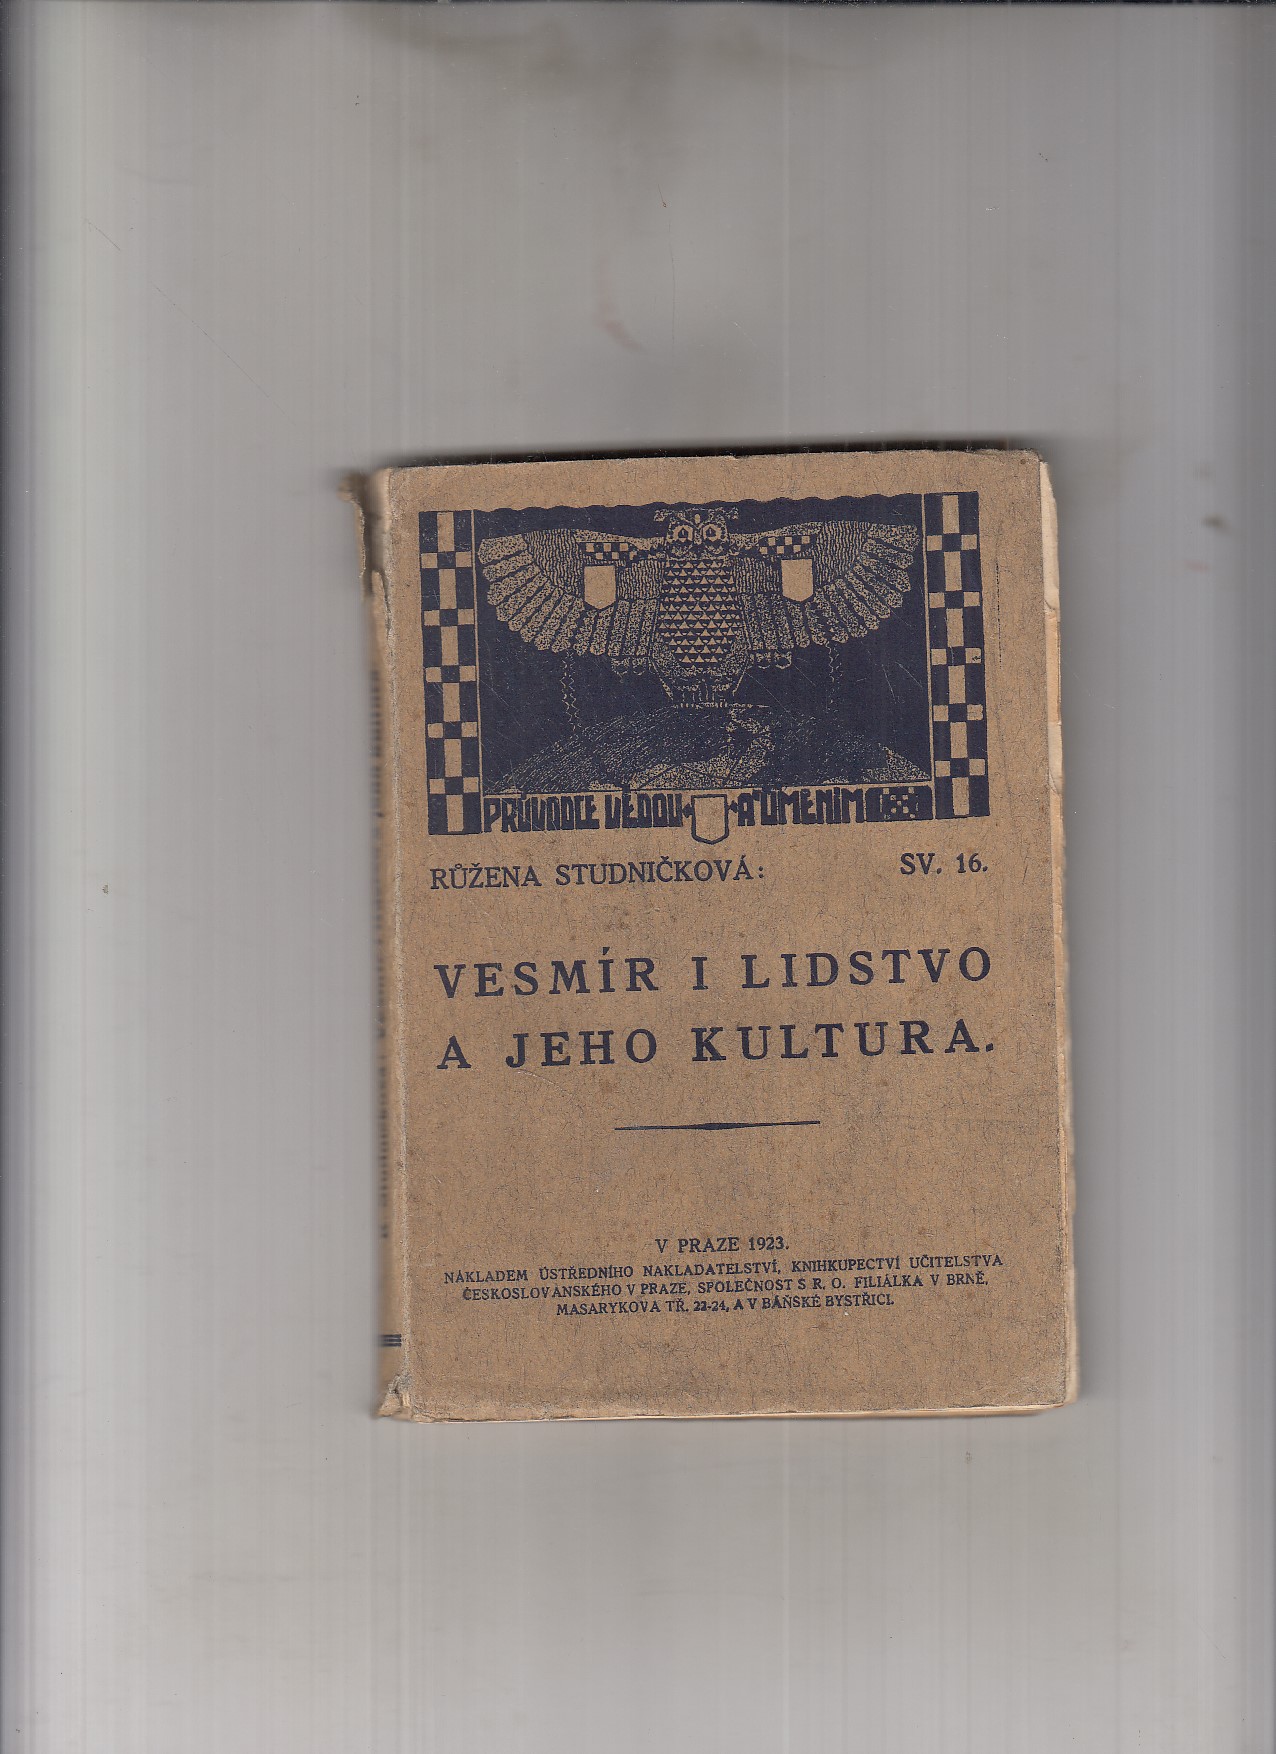 PRŮVODCE VĚDOU A UMĚNÍM
RŮŽENA STUDNIČKOVÁ: SV. 16.
VESMÍR I LIDSTVO
A JEHO KULTURA.
V PRAZE 1923.
NÁKLADEM ÚSTŘEDNÍHO NAKLADATELSTVÍ, KNIHKUPECTVÍ UČITELSTVA
ČESKOSLOVANSKÉHO V PRAZE, SPOLEČNOST S R. O. FILIÁLKA V BRNĚ,
MASARYKOVA TŘ. 22-24, A V BÁŇSKÉ BYSTŘICI.